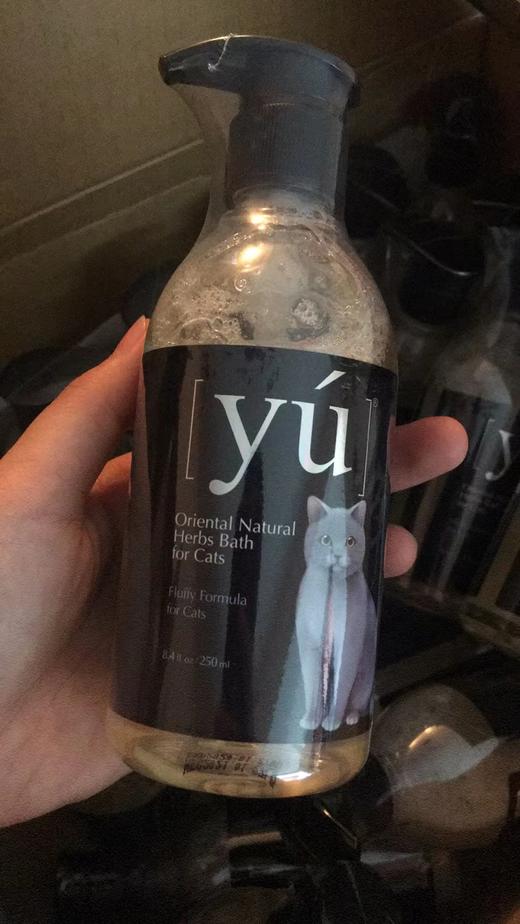 [yú]®
Oriental Natural
Herbs Bath
for Cats
Fluffy Formula
for Cats
8.4 fl oz / 250 ml
y